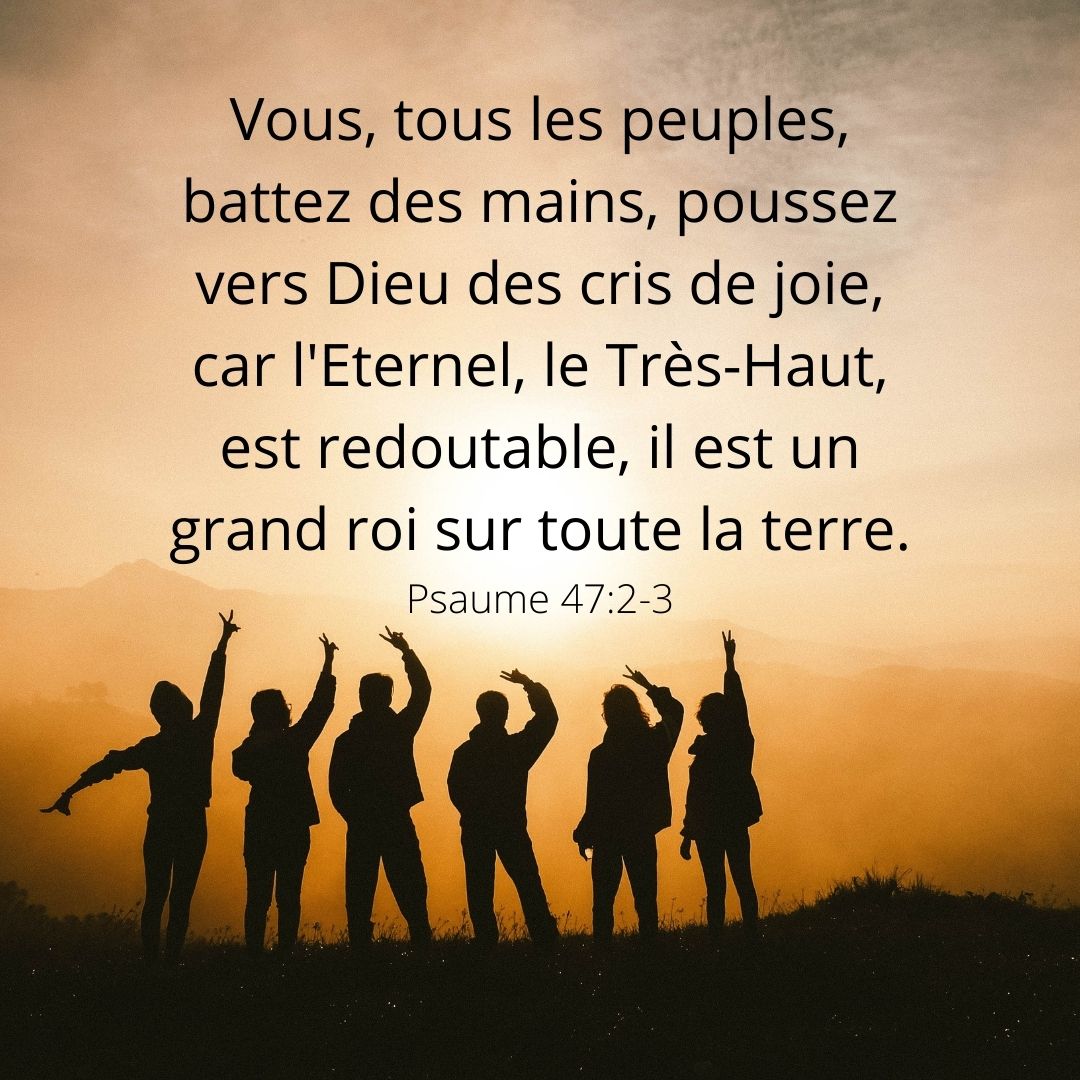 Vous, tous les peuples,
battez des mains, poussez
vers Dieu des cris de joie,
car l'Eternel, le Très-Haut,
est redoutable, il est un
grand roi sur toute la terre.
Psaume 47:2-3